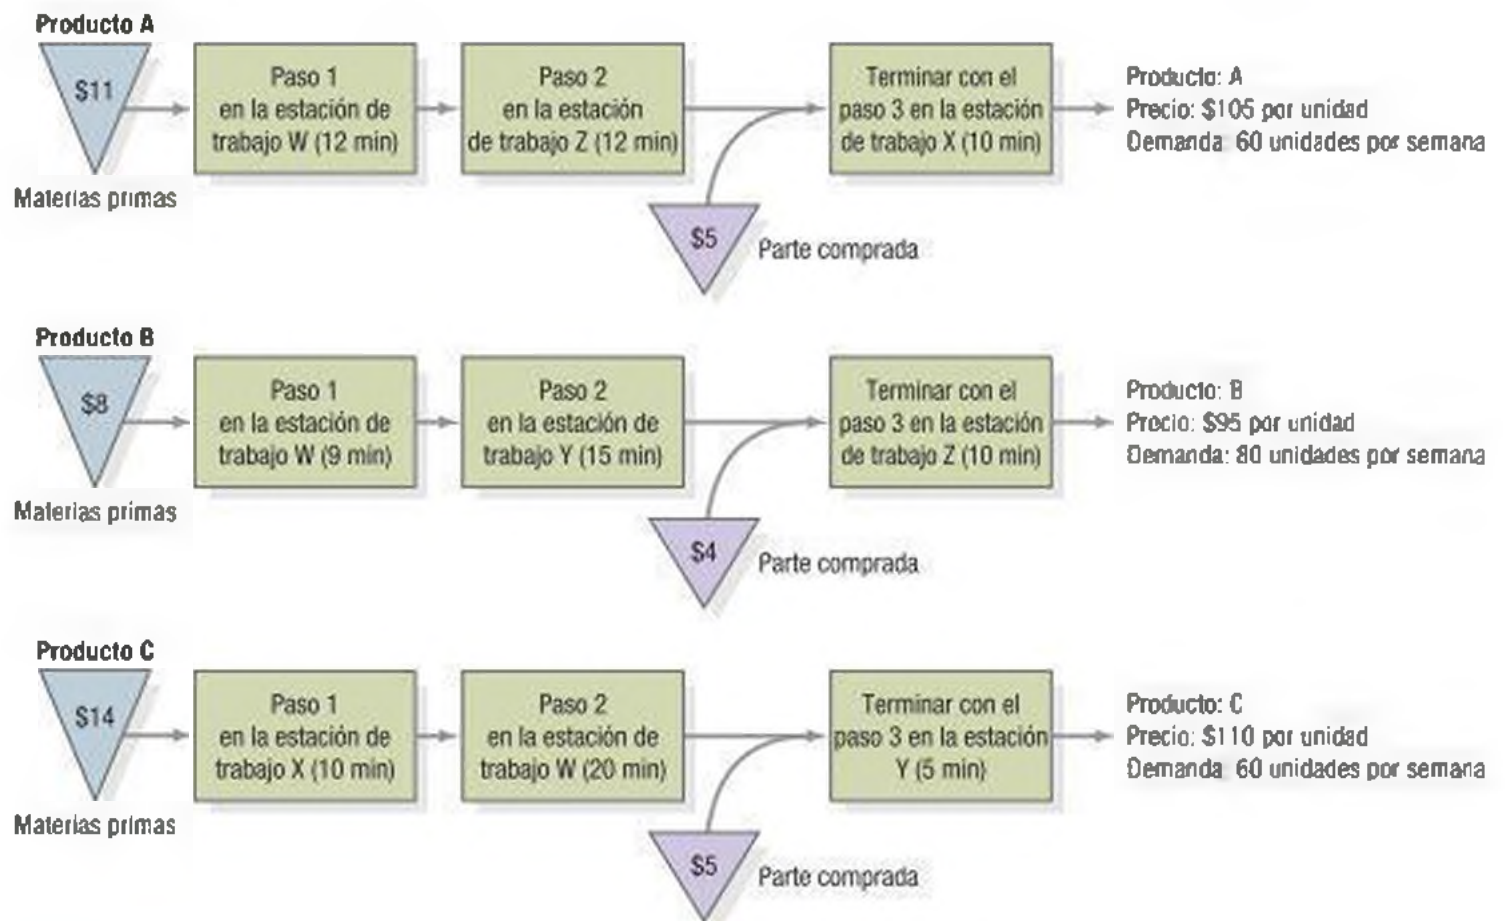 Producto A
$11
Materias primas
Paso 1
en la estación de
trabajo W (12 min)
Paso 2
en la estación
de trabajo Z (12 min)
$5
Parte comprada
Terminar con el
paso 3 en la estación
de trabajo X (10 min)
Producto: A
Precio: $105 por unidad
Demanda: 60 unidades por semana
Producto B
$8
Materias primas
Paso 1
en la estación de
trabajo W (9 min)
Paso 2
en la estación de
trabajo Y (15 min)
$4
Parte comprada
Terminar con el
paso 3 en la estación
de trabajo Z (10 min)
Producto: B
Precio: $95 por unidad
Demanda: 80 unidades por semana
Producto C
$14
Materias primas
Paso 1
en la estación de
trabajo X (10 min)
Paso 2
en la estación de
trabajo W (20 min)
$5
Parte comprada
Terminar con el
paso 3 en la estación
Y (5 min)
Producto: C
Precio: $110 por unidad
Demanda: 60 unidades por semana